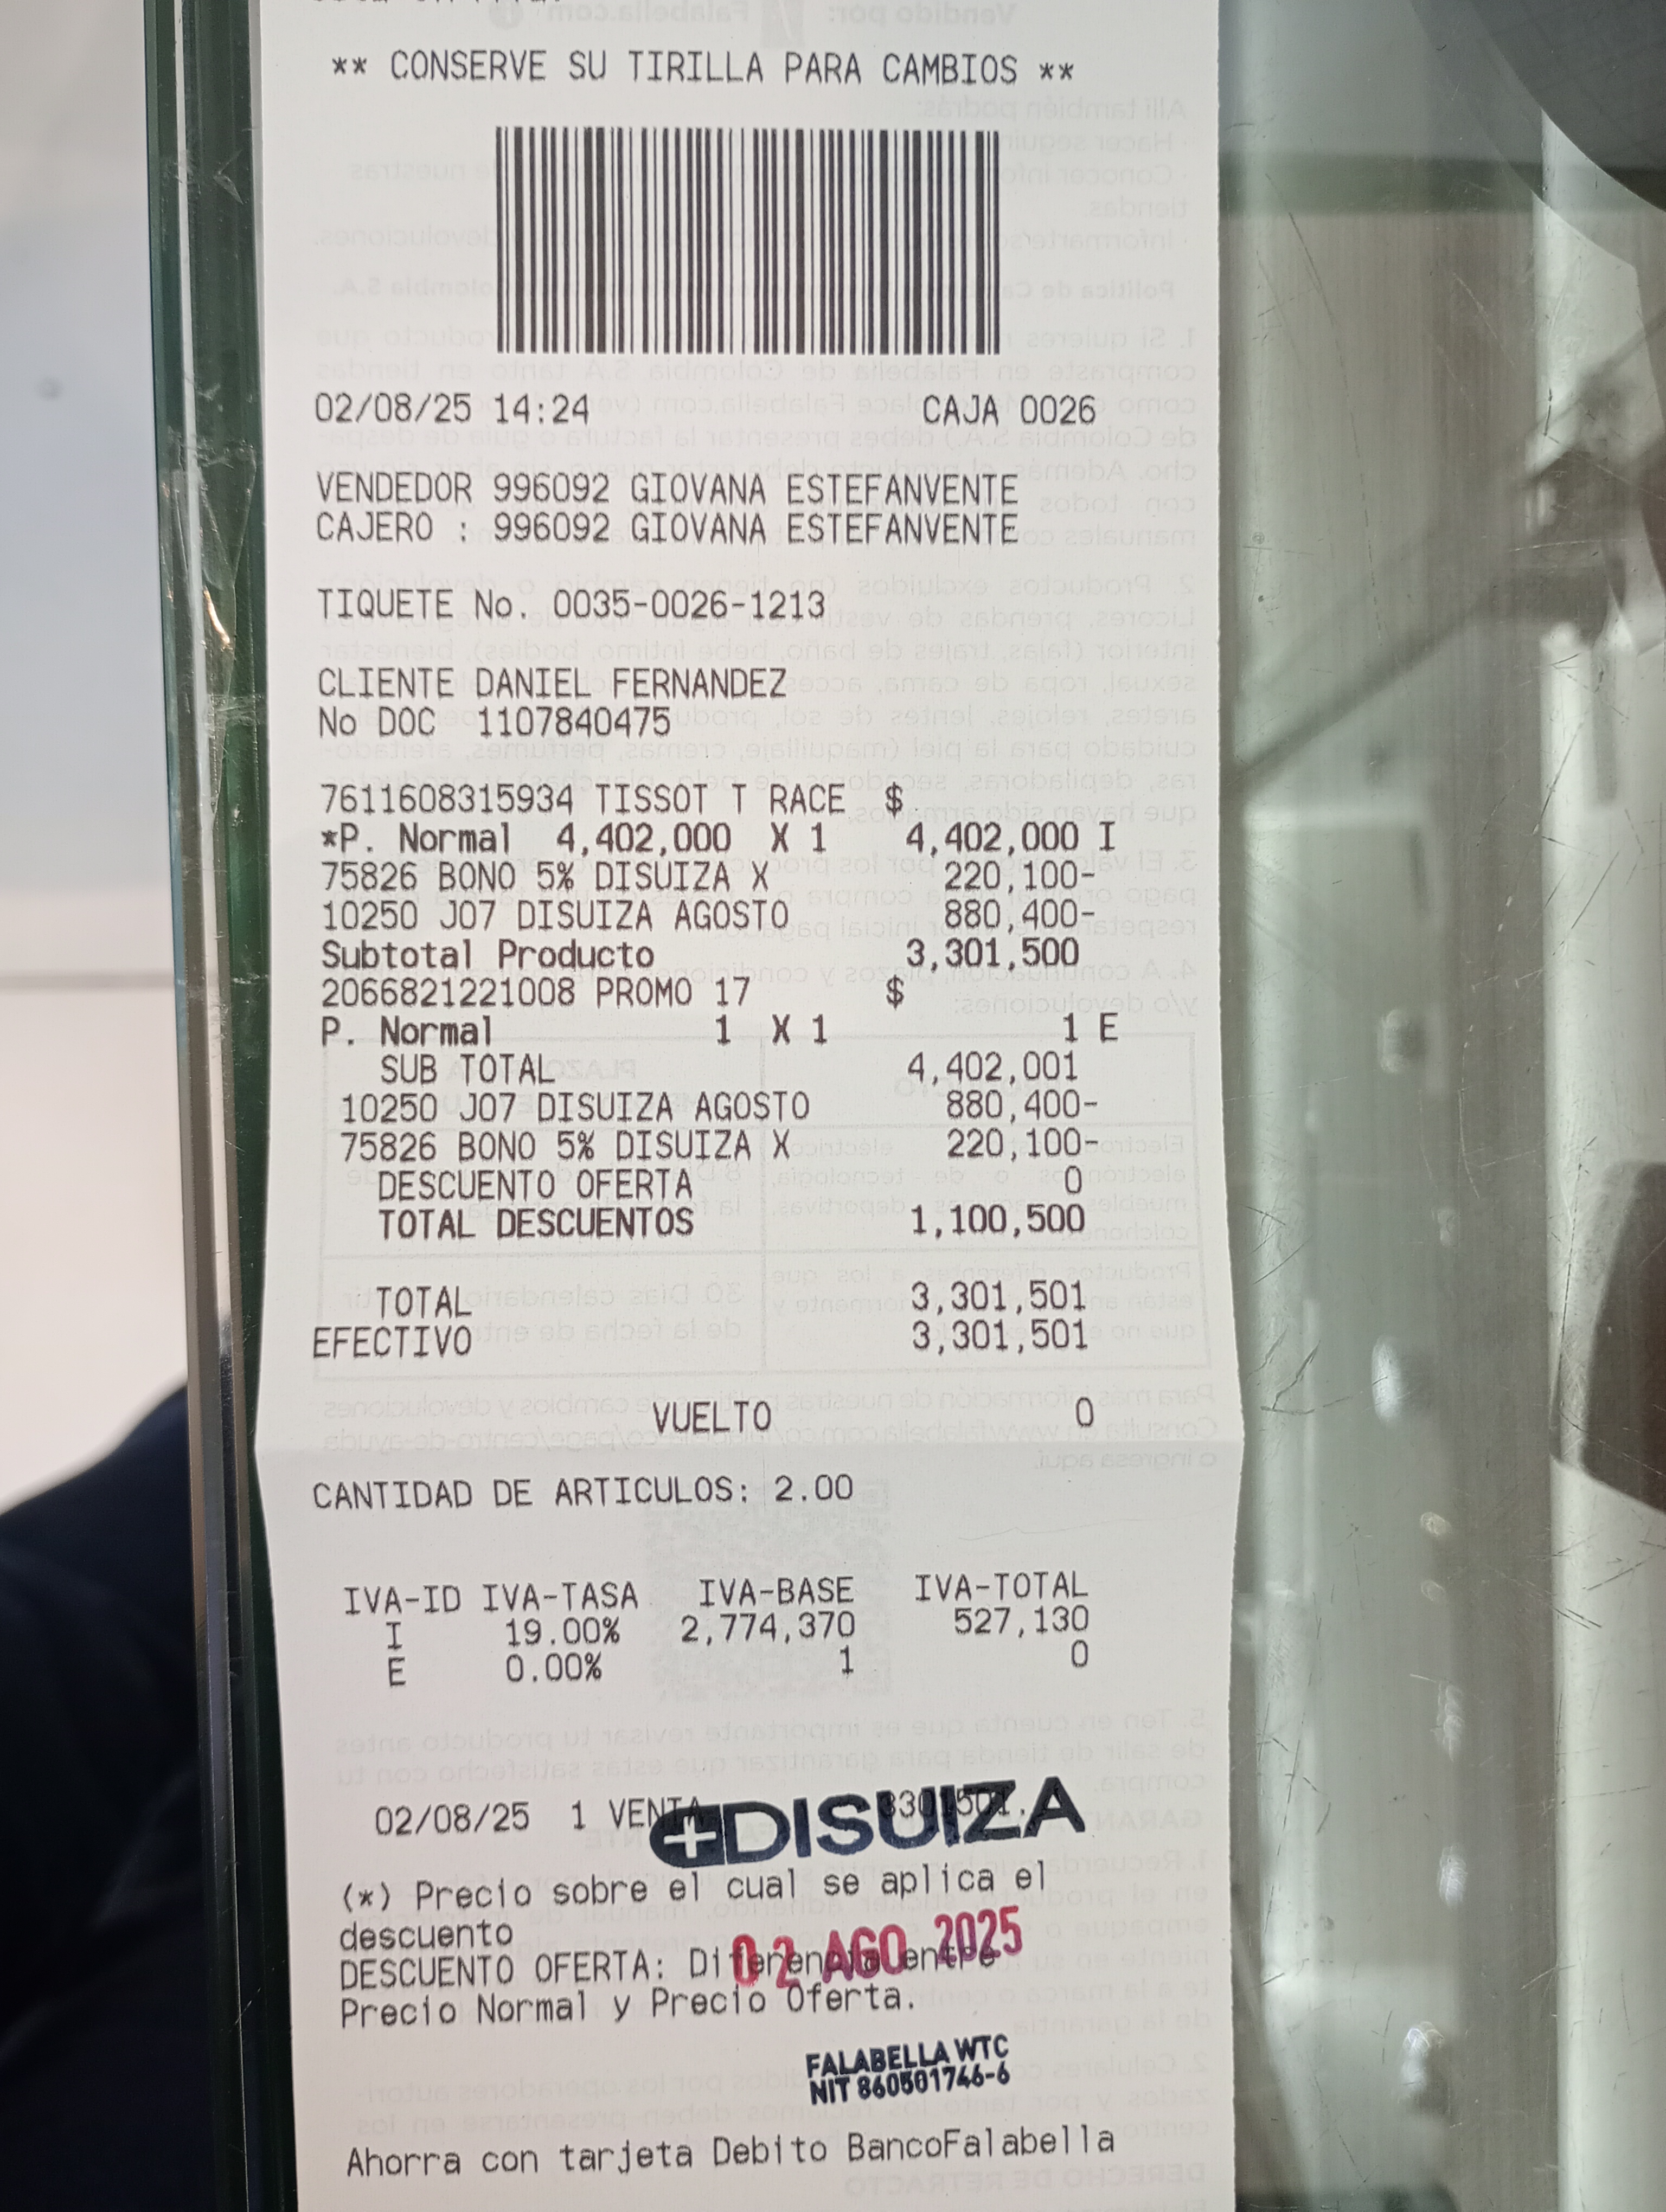 ** CONSERVE SU TIRILLA PARA CAMBIOS **
02/08/25 14:24 CAJA 0026
VENDEDOR 996092 GIOVANA ESTEFANVENTE
CAJERO : 996092 GIOVANA ESTEFANVENTE
TIQUETE No. 0035-0026-1213
CLIENTE DANIEL FERNANDEZ
No DOC 1107840475
7611608315934 TISSOT T RACE $
*P. Normal 4,402,000 X 1 4,402,000 I
75826 BONO 5% DISUIZA X 220,100-
10250 J07 DISUIZA AGOSTO 880,400-
Subtotal Producto 3,301,500
2066821221008 PROMO 17 $
P. Normal 1 X 1 1 E
SUB TOTAL 4,402,001
10250 J07 DISUIZA AGOSTO 880,400-
75826 BONO 5% DISUIZA X 220,100-
DESCUENTO OFERTA 0
TOTAL DESCUENTOS 1,100,500
TOTAL 3,301,501
EFECTIVO 3,301,501
VUELTO 0
CANTIDAD DE ARTICULOS: 2.00
IVA-ID IVA-TASA IVA-BASE IVA-TOTAL
I 19.00% 2,774,370 527,130
E 0.00% 1 0
02/08/25 1 VENTA 3301501.
DISUIZA
(*) Precio sobre el cual se aplica el
descuento
02 AGO 2025
DESCUENTO OFERTA: Diferencia entre
Precio Normal y Precio Oferta.
FALABELLA WTC
NIT 860501746-6
Ahorra con tarjeta Debito BancoFalabella